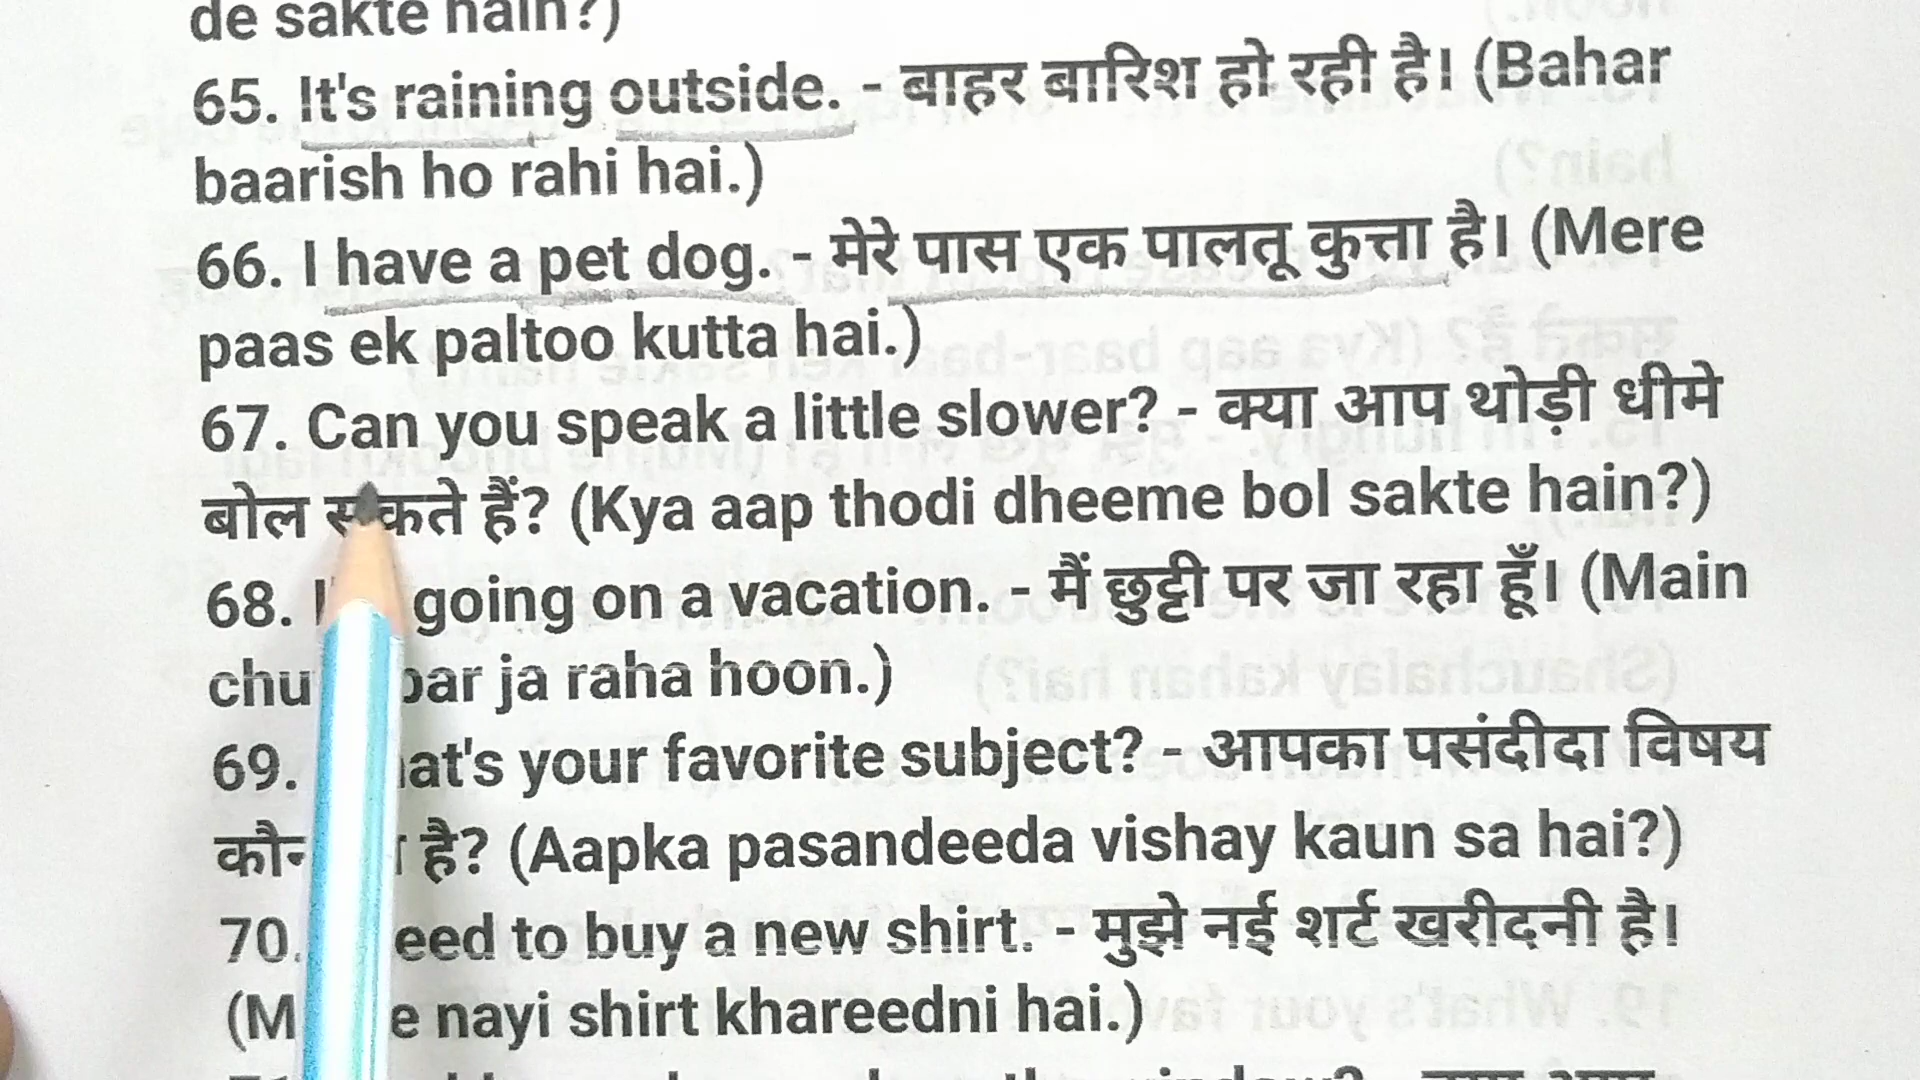 de sakte hain?)
65. It's raining outside. - बाहर बारिश हो रही है। (Bahar
baarish ho rahi hai.)
66. I have a pet dog. - मेरे पास एक पालतू कुत्ता है। (Mere
paas ek paltoo kutta hai.)
67. Can you speak a little slower? - क्या आप थोड़ी धीमे
बोल सकते हैं? (Kya aap thodi dheeme bol sakte hain?)
68. going on a vacation. - मैं छुट्टी पर जा रहा हूँ। (Main
par ja raha hoon.)
69. your favorite subject? - आपका पसंदीदा विषय
है? (Aapka pasandeeda vishay kaun sa hai?)
70. to buy a new shirt. - मुझे नई शर्ट खरीदनी है।
nayi shirt khareedni hai.)